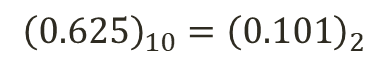 (0.625)₁₀ = (0.101)₂